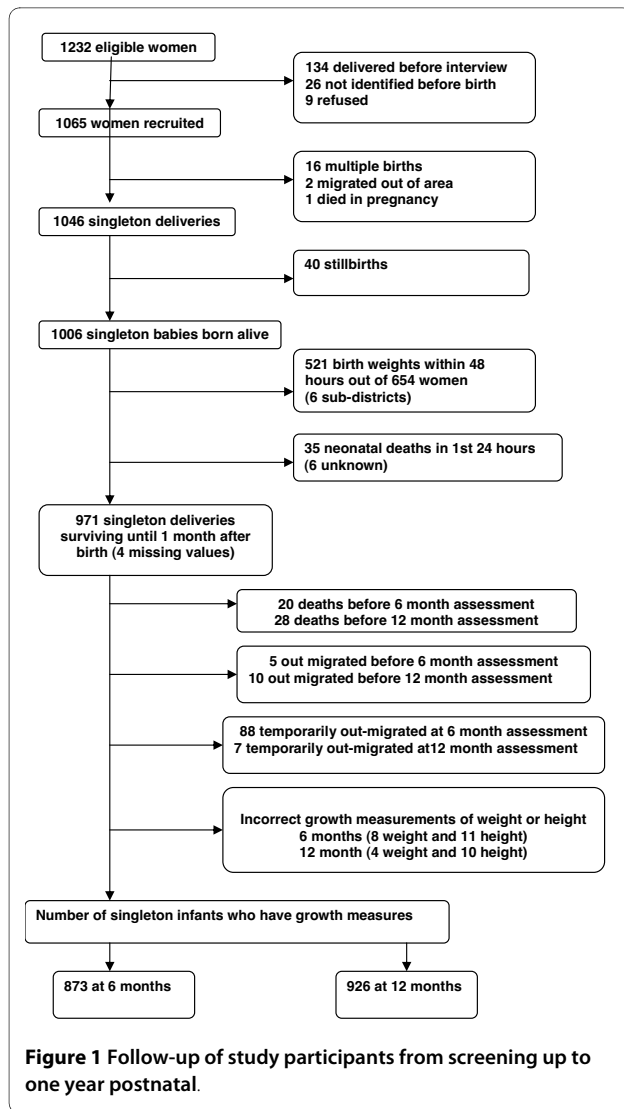 1232 eligible women
134 delivered before interview
26 not identified before birth
9 refused
1065 women recruited
16 multiple births
2 migrated out of area
1 died in pregnancy
1046 singleton deliveries
40 stillbirths
1006 singleton babies born alive
521 birth weights within 48
hours out of 654 women
(6 sub-districts)
35 neonatal deaths in 1st 24 hours
(6 unknown)
971 singleton deliveries
surviving until 1 month after
birth (4 missing values)
20 deaths before 6 month assessment
28 deaths before 12 month assessment
5 out migrated before 6 month assessment
10 out migrated before 12 month assessment
88 temporarily out-migrated at 6 month assessment
7 temporarily out-migrated at12 month assessment
Incorrect growth measurements of weight or height
6 months (8 weight and 11 height)
12 month (4 weight and 10 height)
Number of singleton infants who have growth measures
873 at 6 months
926 at 12 months
Figure 1 Follow-up of study participants from screening up to
one year postnatal.